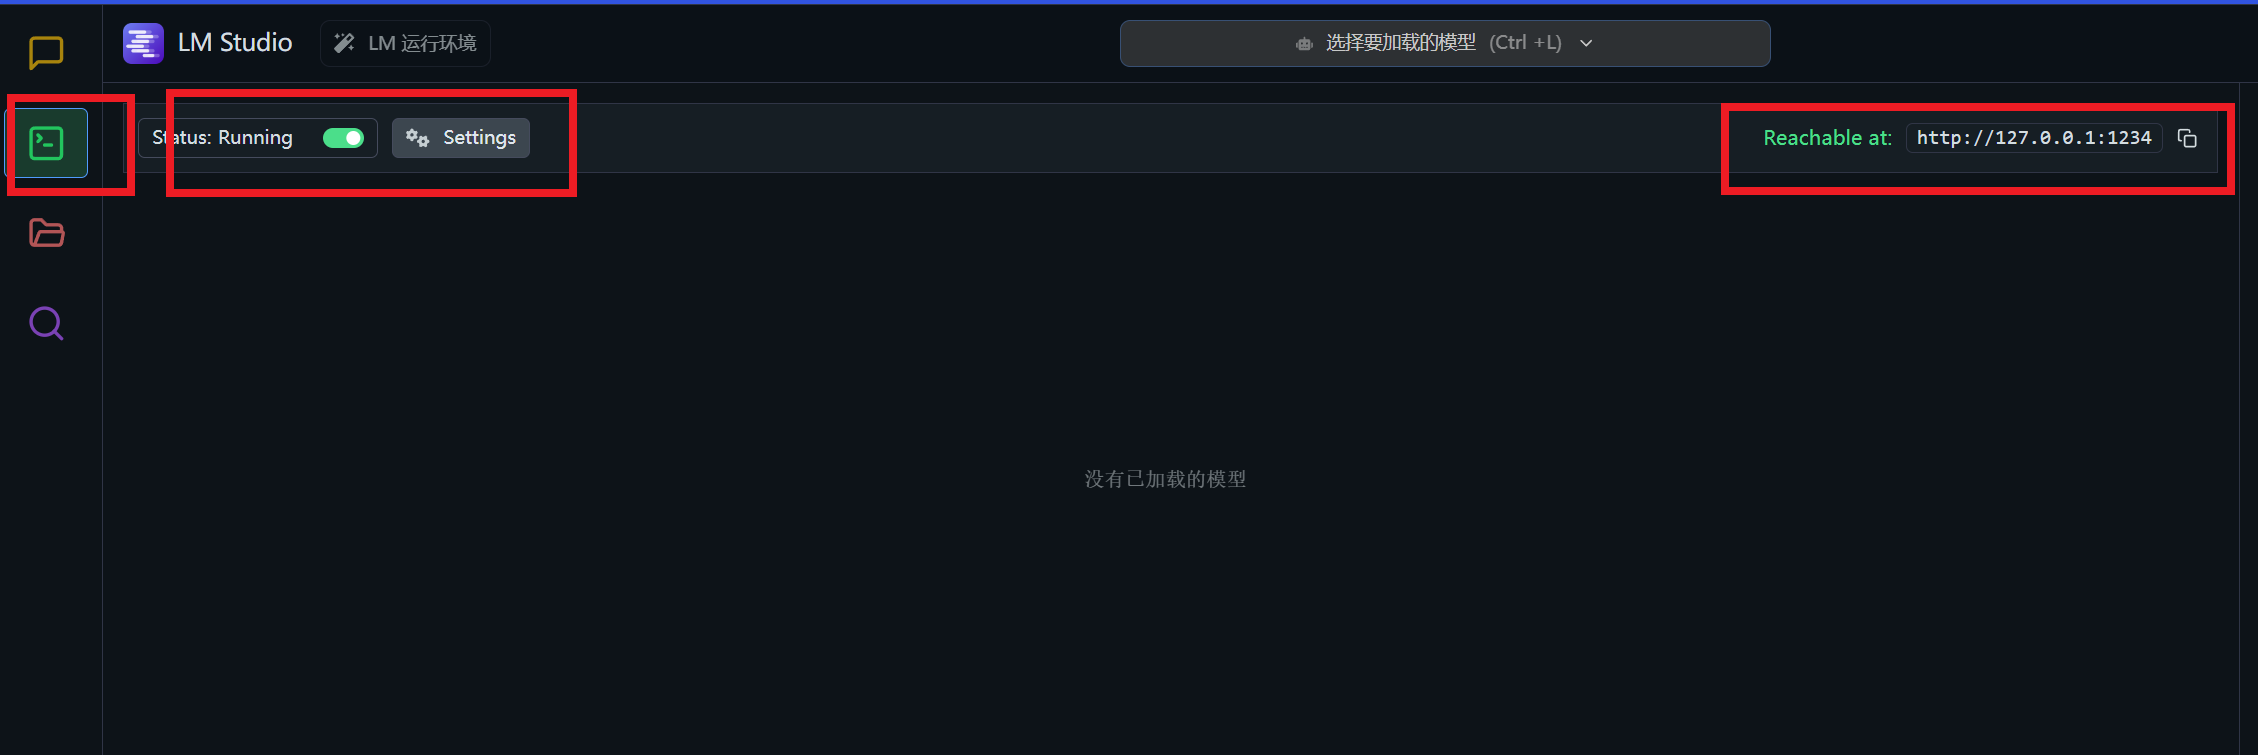 LM Studio
LM 运行环境
选择要加载的模型 (Ctrl +L)
Status: Running
Settings
Reachable at: http://127.0.0.1:1234
没有已加载的模型